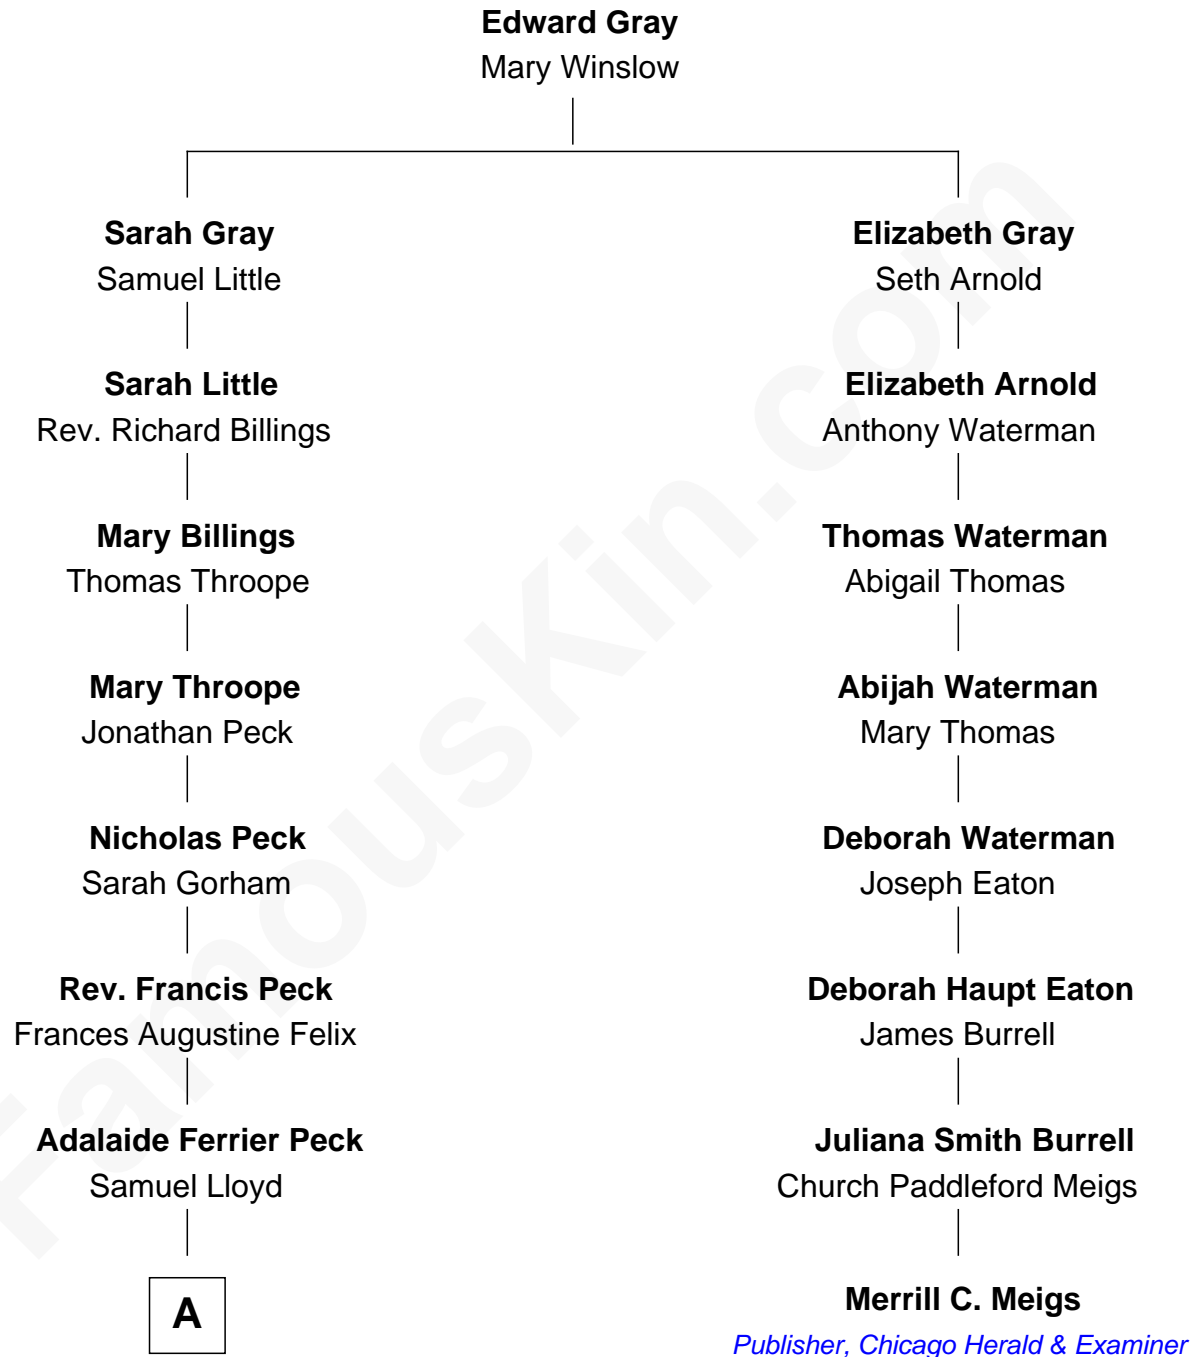 Edward Gray
Mary Winslow
Sarah Gray
Samuel Little
Elizabeth Gray
Seth Arnold
Sarah Little
Rev. Richard Billings
Elizabeth Arnold
Anthony Waterman
Mary Billings
Thomas Throope
Thomas Waterman
Abigail Thomas
Mary Throope
Jonathan Peck
Abijah Waterman
Mary Thomas
Nicholas Peck
Sarah Gorham
Deborah Waterman
Joseph Eaton
Rev. Francis Peck
Frances Augustine Felix
Deborah Haupt Eaton
James Burrell
Adalaide Ferrier Peck
Samuel Lloyd
Juliana Smith Burrell
Church Paddleford Meigs
A
Merrill C. Meigs
Publisher, Chicago Herald & Examiner
FamousKin.com